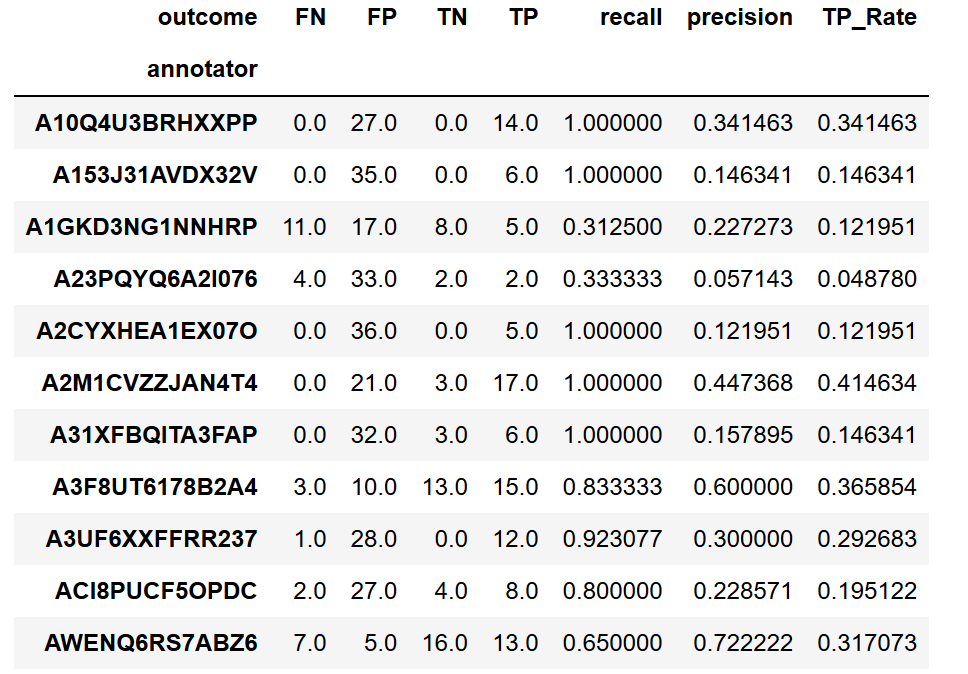 outcome FN FP TN TP recall precision TP_Rate
annotator
A10Q4U3BRHXXPP 0.0 27.0 0.0 14.0 1.000000 0.341463 0.341463
A153J31AVDX32V 0.0 35.0 0.0 6.0 1.000000 0.146341 0.146341
A1GKD3NG1NNHRP 11.0 17.0 8.0 5.0 0.312500 0.227273 0.121951
A23PQYQ6A2I076 4.0 33.0 2.0 2.0 0.333333 0.057143 0.048780
A2CYXHEA1EX07O 0.0 36.0 0.0 5.0 1.000000 0.121951 0.121951
A2M1CVZZJAN4T4 0.0 21.0 3.0 17.0 1.000000 0.447368 0.414634
A31XFBQITA3FAP 0.0 32.0 3.0 6.0 1.000000 0.157895 0.146341
A3F8UT6178B2A4 3.0 10.0 13.0 15.0 0.833333 0.600000 0.365854
A3UF6XXFFRR237 1.0 28.0 0.0 12.0 0.923077 0.300000 0.292683
ACI8PUCF5OPDC 2.0 27.0 4.0 8.0 0.800000 0.228571 0.195122
AWENQ6RS7ABZ6 7.0 5.0 16.0 13.0 0.650000 0.722222 0.317073